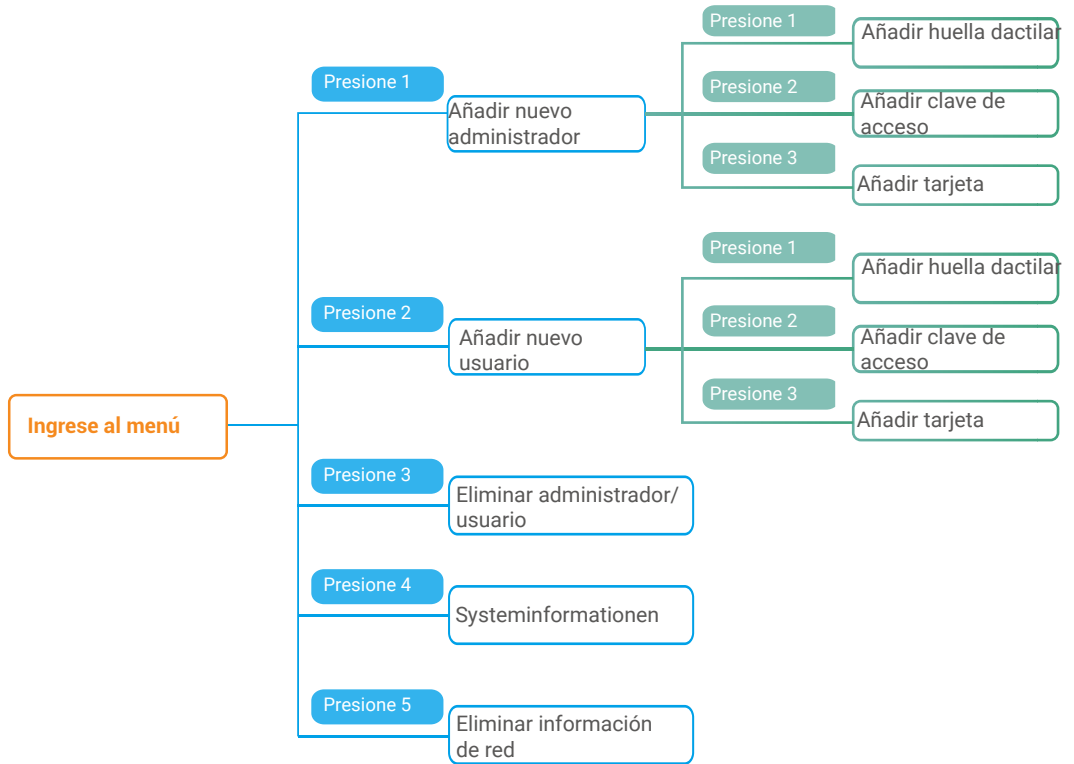 Ingrese al menú
Presione 1
Añadir nuevo
administrador
Presione 1
Añadir huella dactilar
Presione 2
Añadir clave de
acceso
Presione 3
Añadir tarjeta
Presione 2
Añadir nuevo
usuario
Presione 1
Añadir huella dactilar
Presione 2
Añadir clave de
acceso
Presione 3
Añadir tarjeta
Presione 3
Eliminar administrador/
usuario
Presione 4
Systeminformationen
Presione 5
Eliminar información
de red